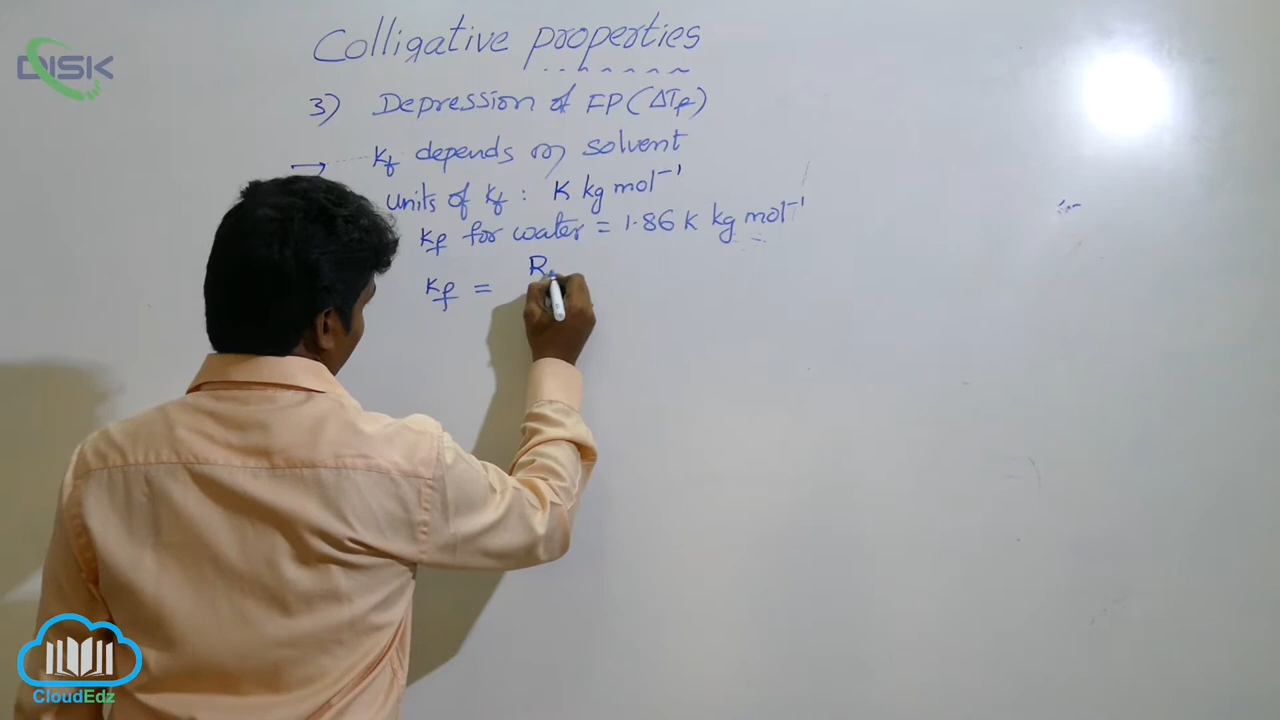 DISK
Colligative properties
3) Depression of FP (ΔTf)
→ Kf depends on solvent
units of Kf : K kg mol⁻¹
Kf for water = 1.86 K kg mol⁻¹
Kf = R
CloudEdz